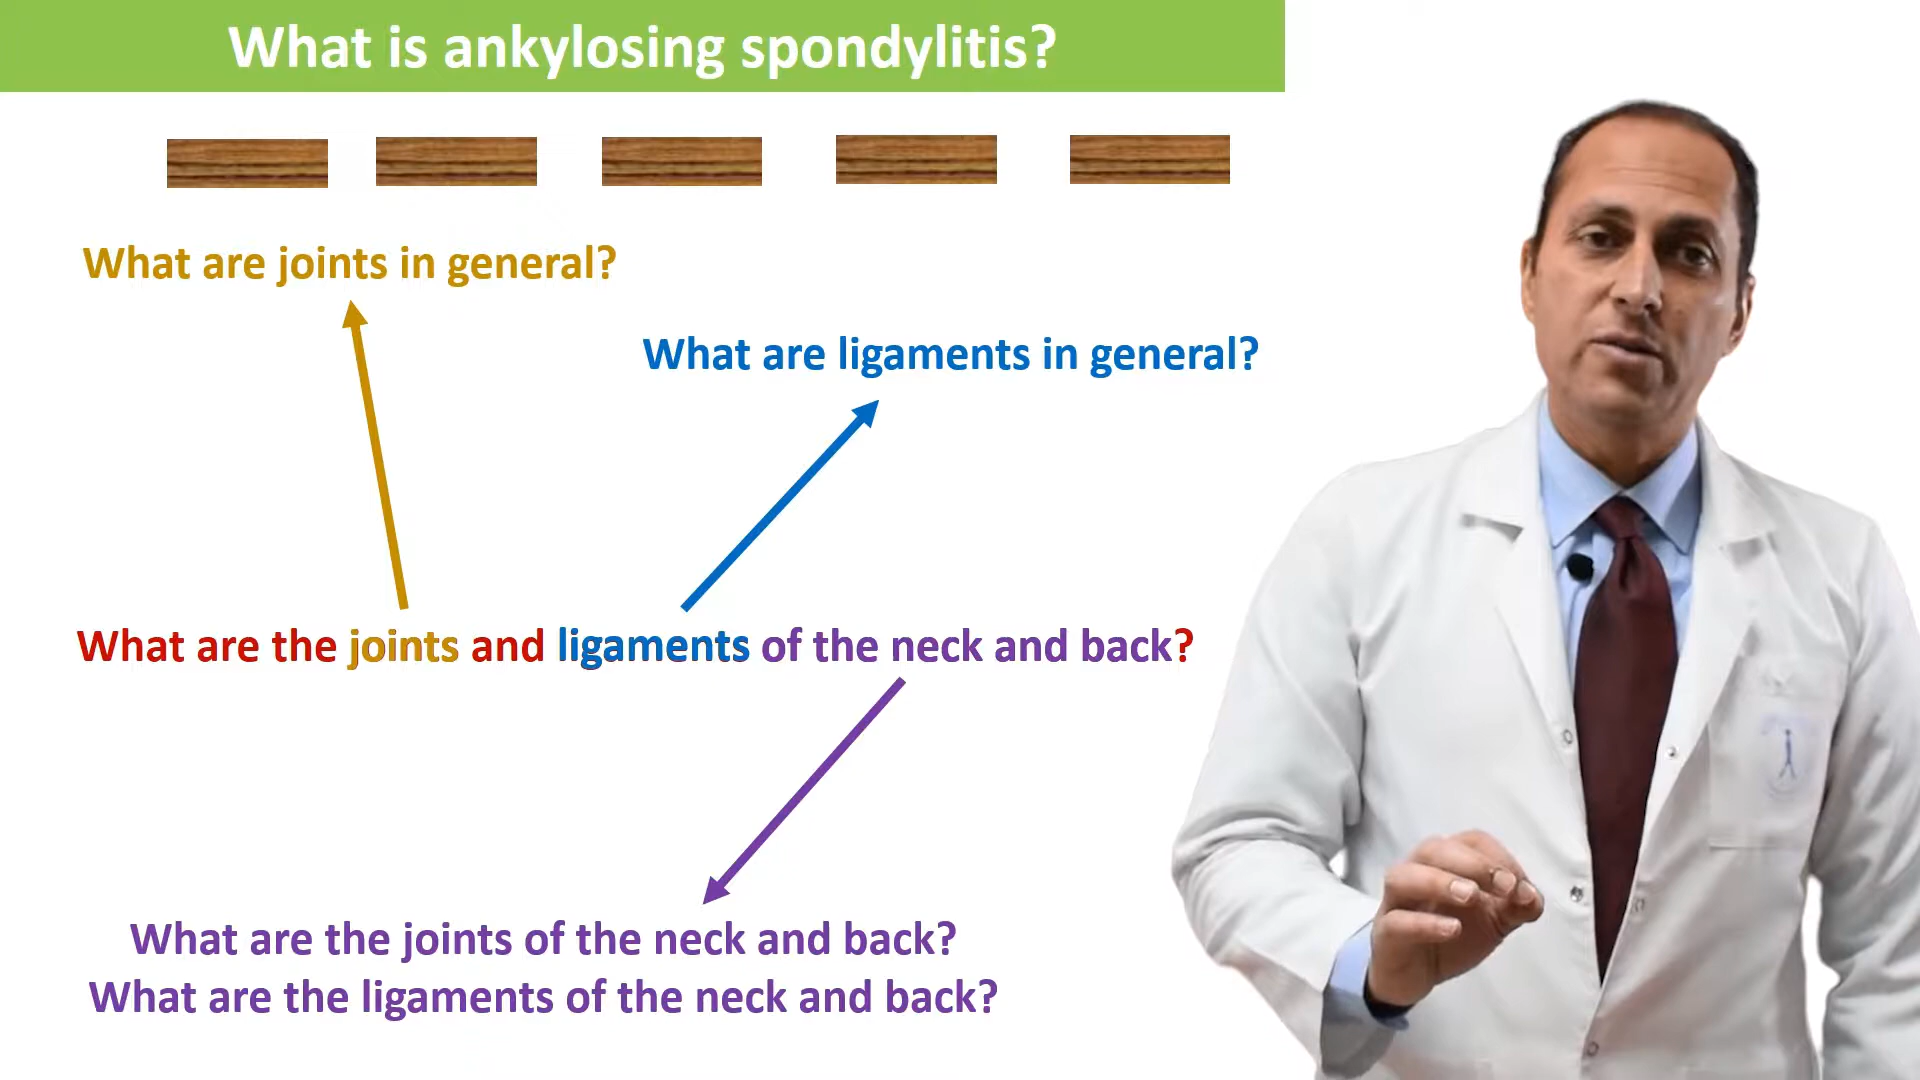 What is ankylosing spondylitis?
What are joints in general?
What are ligaments in general?
What are the joints and ligaments of the neck and back?
What are the joints of the neck and back?
What are the ligaments of the neck and back?